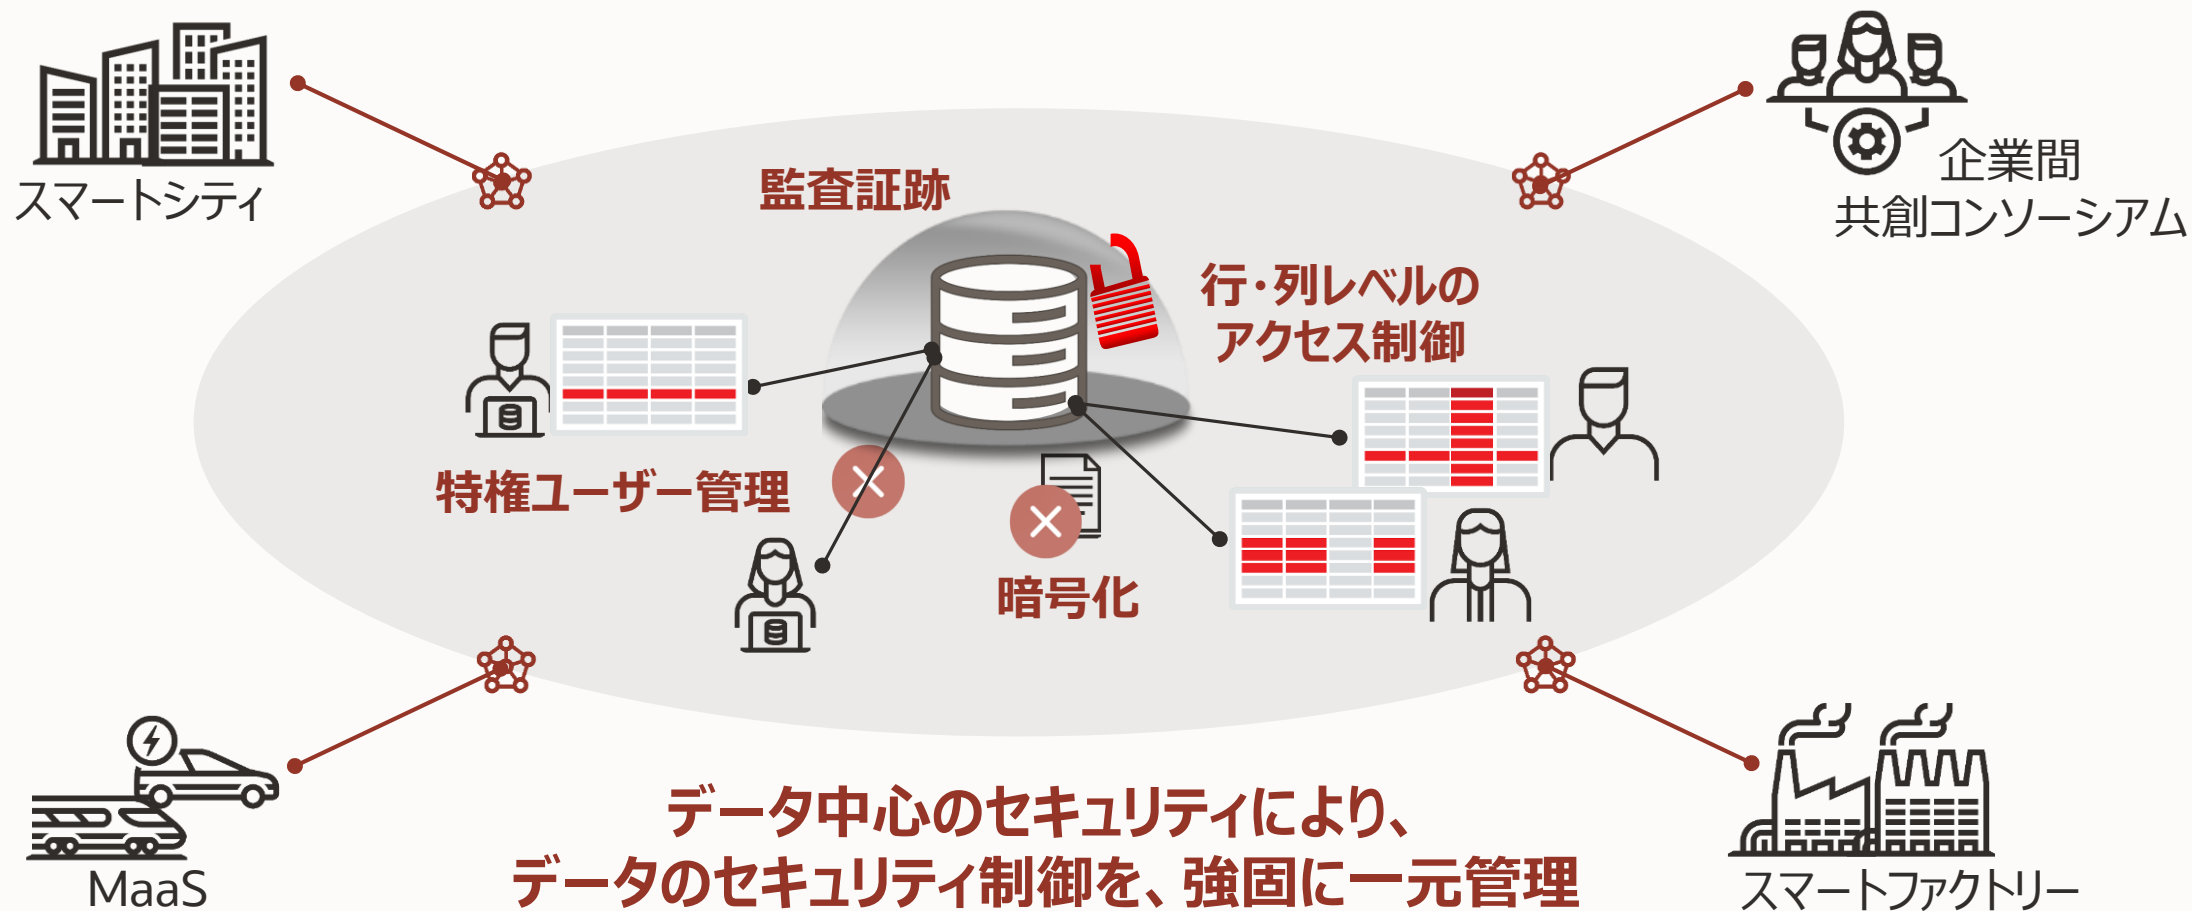 スマートシティ
企業間
共創コンソーシアム
監査証跡
行・列レベルの
アクセス制御
特権ユーザー管理
暗号化
MaaS
スマートファクトリー
データ中心のセキュリティにより、
データのセキュリティ制御を、強固に一元管理